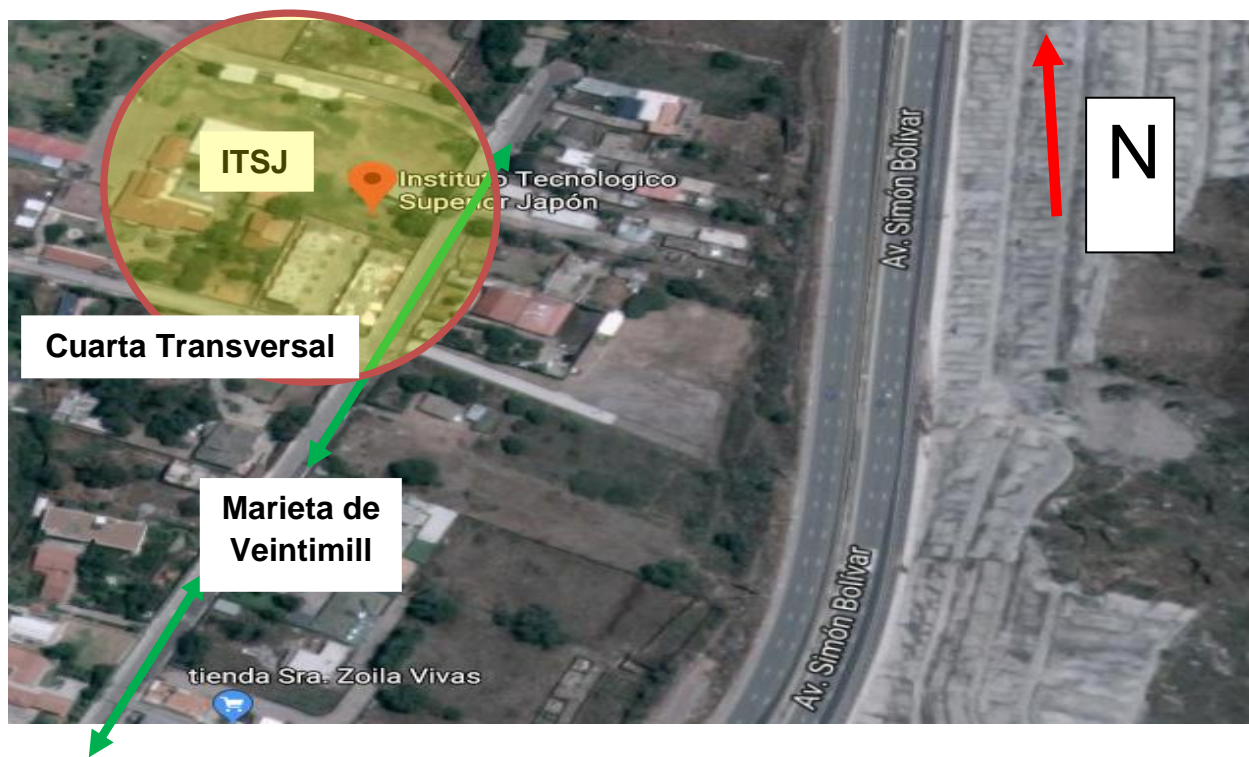 ITSJ
Instituto Tecnologico
Superior Japón
Av. Simón Bolívar
N
Cuarta Transversal
Marieta de
Veintimill
Av. Simón Bolívar
tienda Sra. Zoila Vivas